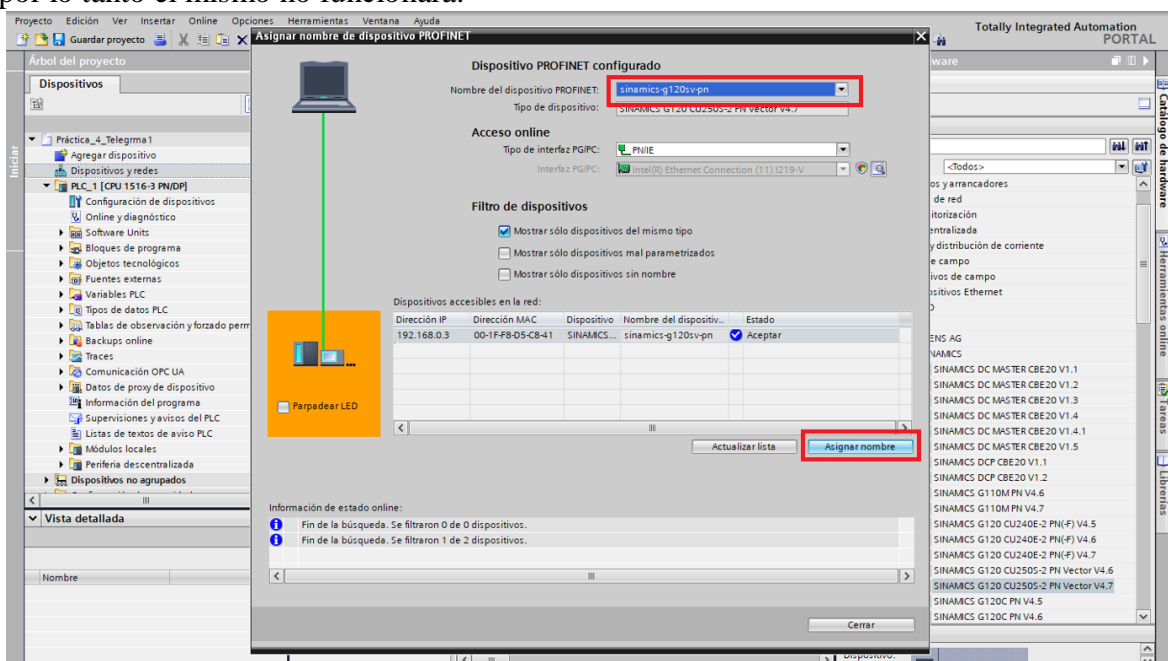 por lo tanto el mismo no funcionará.
Proyecto Edición Ver Insertar Online Opciones Herramientas Ventana Ayuda
Guardar proyecto
Totally Integrated Automation
PORTAL
Asignar nombre de dispositivo PROFINET
Árbol del proyecto
Dispositivos
Iniciar
Práctica_4_Telegrma1
Agregar dispositivo
Dispositivos y redes
PLC_1 [CPU 1516-3 PN/DP]
Configuración de dispositivos
Online y diagnóstico
Software Units
Bloques de programa
Objetos tecnológicos
Fuentes externas
Variables PLC
Tipos de datos PLC
Tablas de observación y forzado perm
Backups online
Traces
Comunicación OPC UA
Datos de proxy de dispositivo
Información del programa
Supervisiones y avisos del PLC
Listas de textos de aviso PLC
Módulos locales
Periferia descentralizada
Dispositivos no agrupados
Vista detallada
Nombre
Dispositivo PROFINET configurado
Nombre del dispositivo PROFINET: sinamics-g120sv-pn
Tipo de dispositivo: SINAMICS G120 CU250S-2 PN Vector V4.7
Acceso online
Tipo de interfaz PG/PC: PN/IE
Interfaz PG/PC: Intel(R) Ethernet Connection (11) I219-V
Filtro de dispositivos
Mostrar sólo dispositivos del mismo tipo
Mostrar sólo dispositivos mal parametrizados
Mostrar sólo dispositivos sin nombre
Dispositivos accesibles en la red:
Dirección IP Dirección MAC Dispositivo Nombre del dispositiv.. Estado
192.168.0.3 00-1F-F8-D5-C8-41 SINAMICS... sinamics-g120sv-pn Aceptar
Parpadear LED
Actualizar lista Asignar nombre
Información de estado online:
Fin de la búsqueda. Se filtraron 0 de 0 dispositivos.
Fin de la búsqueda. Se filtraron 1 de 2 dispositivos.
Cerrar
ware
<Todos>
os y arrancadores
de red
itorización
entralizada
y distribución de corriente
e campo
ivos de campo
ositivos Ethernet
ENS AG
NAMICS
SINAMICS DC MASTER CBE20 V1.1
SINAMICS DC MASTER CBE20 V1.2
SINAMICS DC MASTER CBE20 V1.3
SINAMICS DC MASTER CBE20 V1.4
SINAMICS DC MASTER CBE20 V1.4.1
SINAMICS DC MASTER CBE20 V1.5
SINAMICS DCP CBE20 V1.1
SINAMICS DCP CBE20 V1.2
SINAMICS G110M PN V4.6
SINAMICS G110M PN V4.7
SINAMICS G120 CU240E-2 PN(-F) V4.5
SINAMICS G120 CU240E-2 PN(-F) V4.6
SINAMICS G120 CU240E-2 PN(-F) V4.7
SINAMICS G120 CU250S-2 PN Vector V4.6
SINAMICS G120 CU250S-2 PN Vector V4.7
SINAMICS G120C PN V4.5
SINAMICS G120C PN V4.6
Dispositivo:
Catálogo de hardware
Herramientas online
Tareas
Librerías